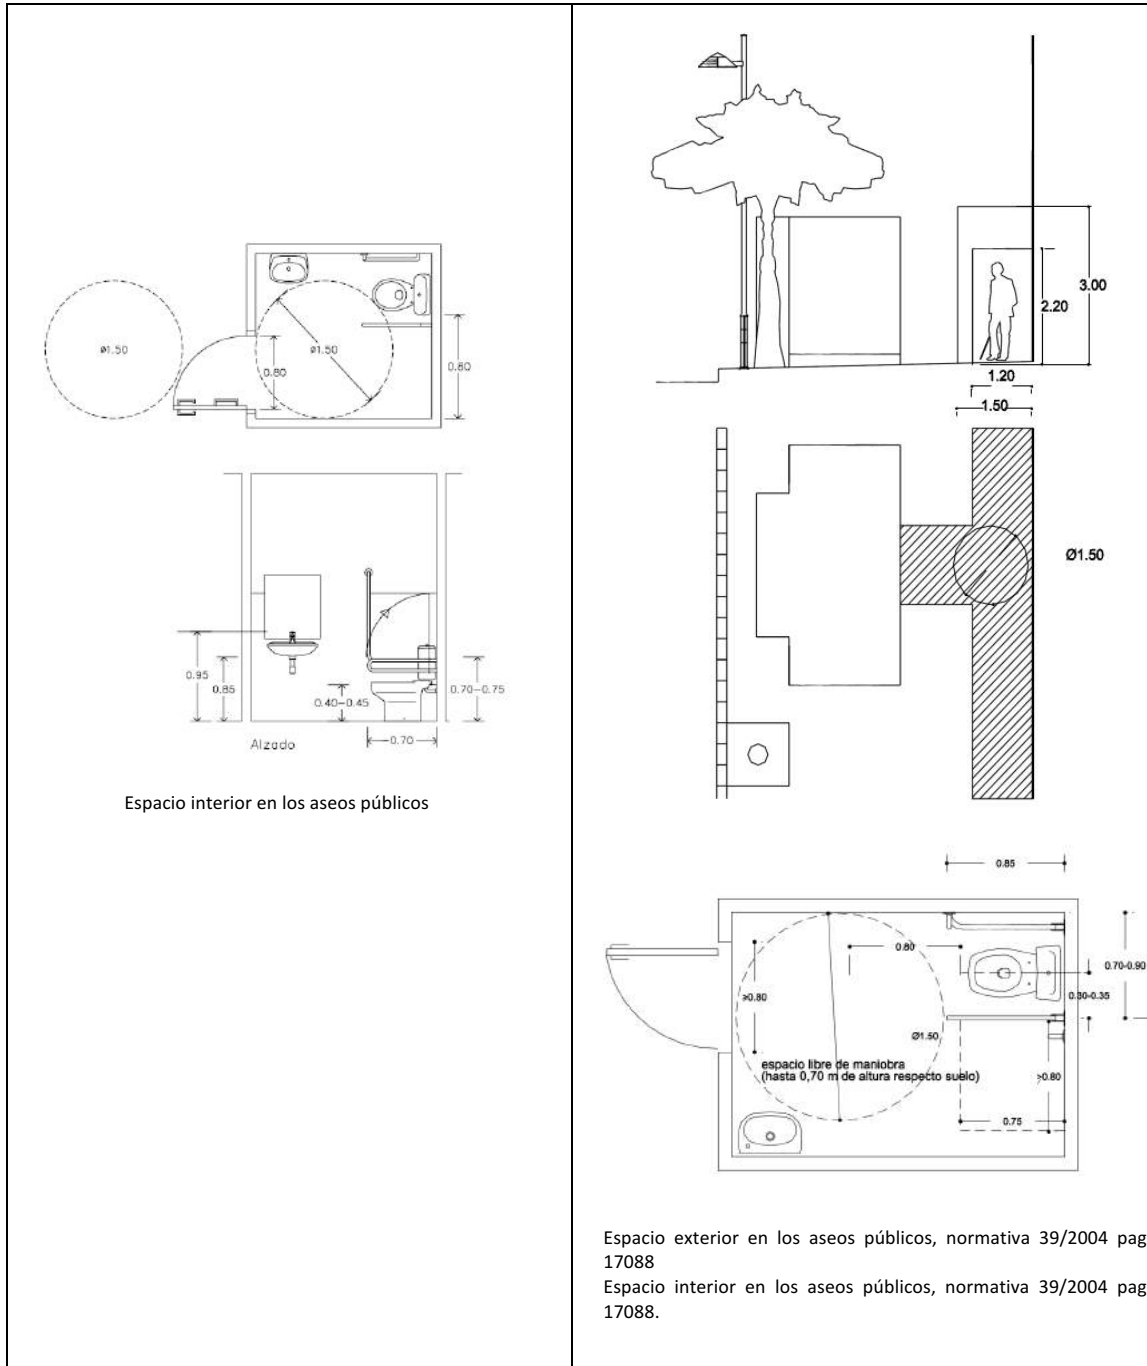 ø1.50
ø1.50
0.80
0.80
0.95
0.85
0.40-0.45
0.70-0.75
Alzado
0.70
Espacio interior en los aseos públicos
3.00
2.20
1.20
1.50
Ø1.50
0.85
0.80
0.70-0.90
≥0.80
0.30-0.35
Ø1.50
espacio libre de maniobra
(hasta 0,70 m de altura respecto suelo)
>0.80
0.75
Espacio exterior en los aseos públicos, normativa 39/2004 pag
17088
Espacio interior en los aseos públicos, normativa 39/2004 pag
17088.